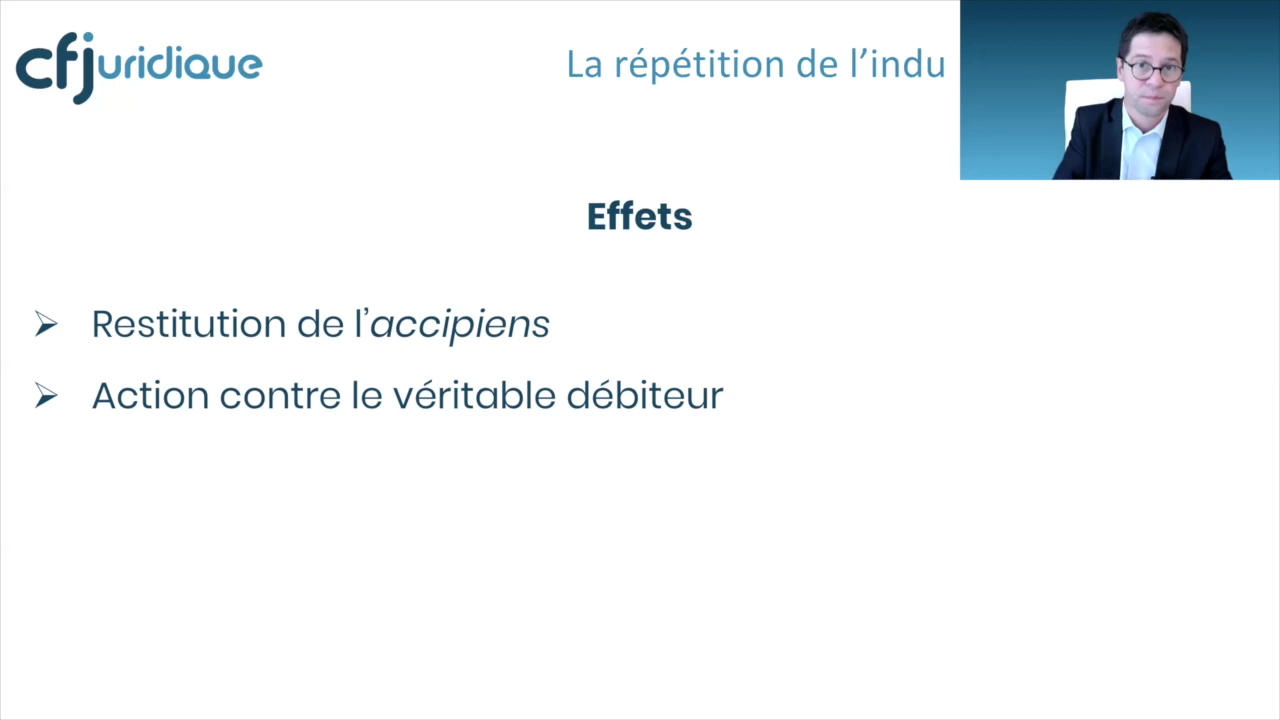 cfjuridique
La répétition de l’indu
Effets
➢ Restitution de l’accipiens
➢ Action contre le véritable débiteur